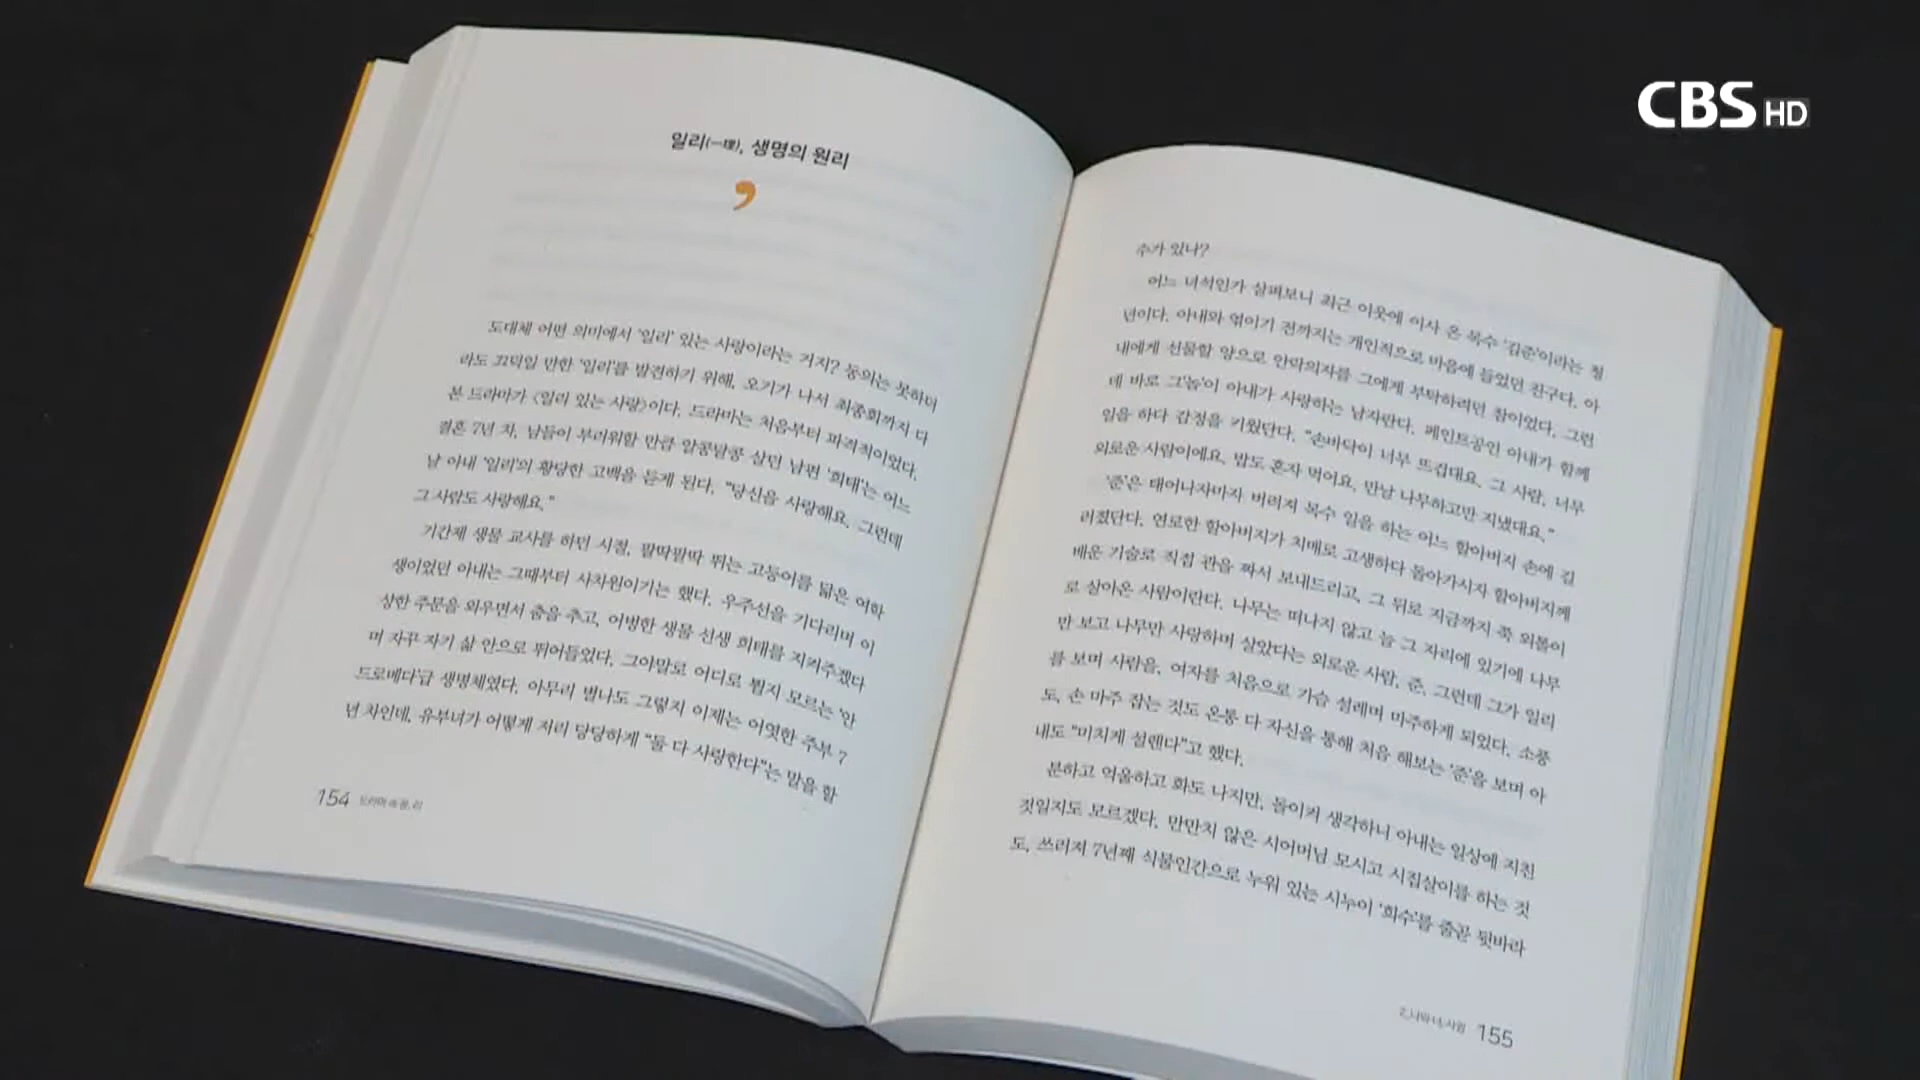 CBS HD
일리(一理), 생명의 원리
도대체 어떤 의미에서 '일리' 있는 사랑이라는 거지? 동의는 못하더
라도 끄덕일 만한 '일리'를 발견하기 위해, 오기가 나서 최종회까지 다
본 드라마가 〈일리 있는 사랑〉이다. 드라마는 처음부터 파격적이었다.
결혼 7년 차, 남들이 부러워할 만큼 알콩달콩 살던 남편 '희태'는 어느
날 아내 '일리'의 황당한 고백을 듣게 된다. "당신을 사랑해요. 그런데
그 사람도 사랑해요."
기간제 생물 교사를 하던 시절, 팔딱팔딱 뛰는 고등어를 닮은 여학
생이었던 아내는 그때부터 사차원이기는 했다. 우주선을 기다리며 이
상한 주문을 외우면서 춤을 추고, 어벙한 생물 선생 희태를 지켜주겠다
며 자꾸 자기 삶 안으로 뛰어들었다. 그야말로 어디로 튈지 모르는 '안
드로메다'급 생명체였다. 아무리 별나도 그렇지 이제는 어엿한 주부 7
년 차인데, 유부녀가 어떻게 저리 당당하게 "둘 다 사랑한다"는 말을 할
154
수가 있나?
어느 녀석인가 살펴보니 최근 이웃에 이사 온 목수 '김준'이라는 청
년이다. 아내와 엮이기 전까지는 개인적으로 마음에 들었던 친구다. 아
내에게 선물할 양으로 안락의자를 그에게 부탁하려던 참이었다. 그런
데 바로 그'놈'이 아내가 사랑하는 남자란다. 페인트공인 아내가 함께
일을 하다 감정을 키웠단다. "손바닥이 너무 뜨겁대요. 그 사람, 너무
외로운 사람이에요. 밥도 혼자 먹어요. 만날 나무하고만 지냈대요."
'준'은 태어나자마자 버려져 목수 일을 하는 어느 할아버지 손에 길
러졌단다. 연로한 할아버지가 치매로 고생하다 돌아가시자 할아버지께
배운 기술로 직접 관을 짜서 보내드리고, 그 뒤로 지금까지 쭉 외톨이
로 살아온 사람이란다. 나무는 떠나지 않고 늘 그 자리에 있기에 나무
만 보고 나무만 사랑하며 살았다는 외로운 사람, 준. 그런데 그가 일리
를 보며 사람을, 여자를 처음으로 가슴 설레며 마주하게 되었다. 소풍
도, 손 마주 잡는 것도 온통 다 자신을 통해 처음 해보는 '준'을 보며 아
내도 "미치게 설렌다"고 했다.
분하고 억울하고 화도 나지만, 돌이켜 생각하니 아내는 일상에 지친
것일지도 모르겠다. 만만치 않은 시어머님 모시고 시집살이를 하는 것
도, 쓰러져 7년째 식물인간으로 누워 있는 시누이 '희수'를 줄곧 뒷바라
155